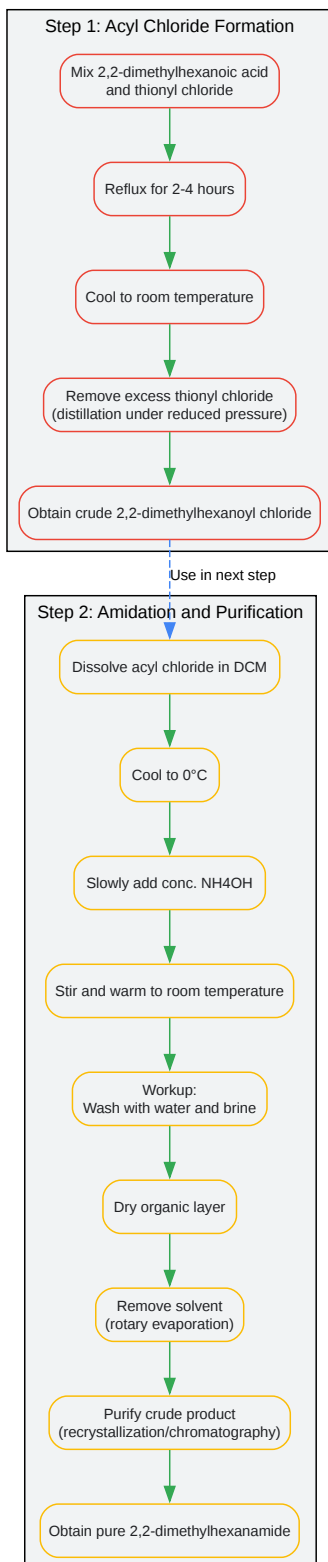 Step 1: Acyl Chloride Formation
Mix 2,2-dimethylhexanoic acid
and thionyl chloride
Reflux for 2-4 hours
Cool to room temperature
Remove excess thionyl chloride
(distillation under reduced pressure)
Obtain crude 2,2-dimethylhexanoyl chloride
Use in next step
Step 2: Amidation and Purification
Dissolve acyl chloride in DCM
Cool to 0°C
Slowly add conc. NH4OH
Stir and warm to room temperature
Workup:
Wash with water and brine
Dry organic layer
Remove solvent
(rotary evaporation)
Purify crude product
(recrystallization/chromatography)
Obtain pure 2,2-dimethylhexanamide